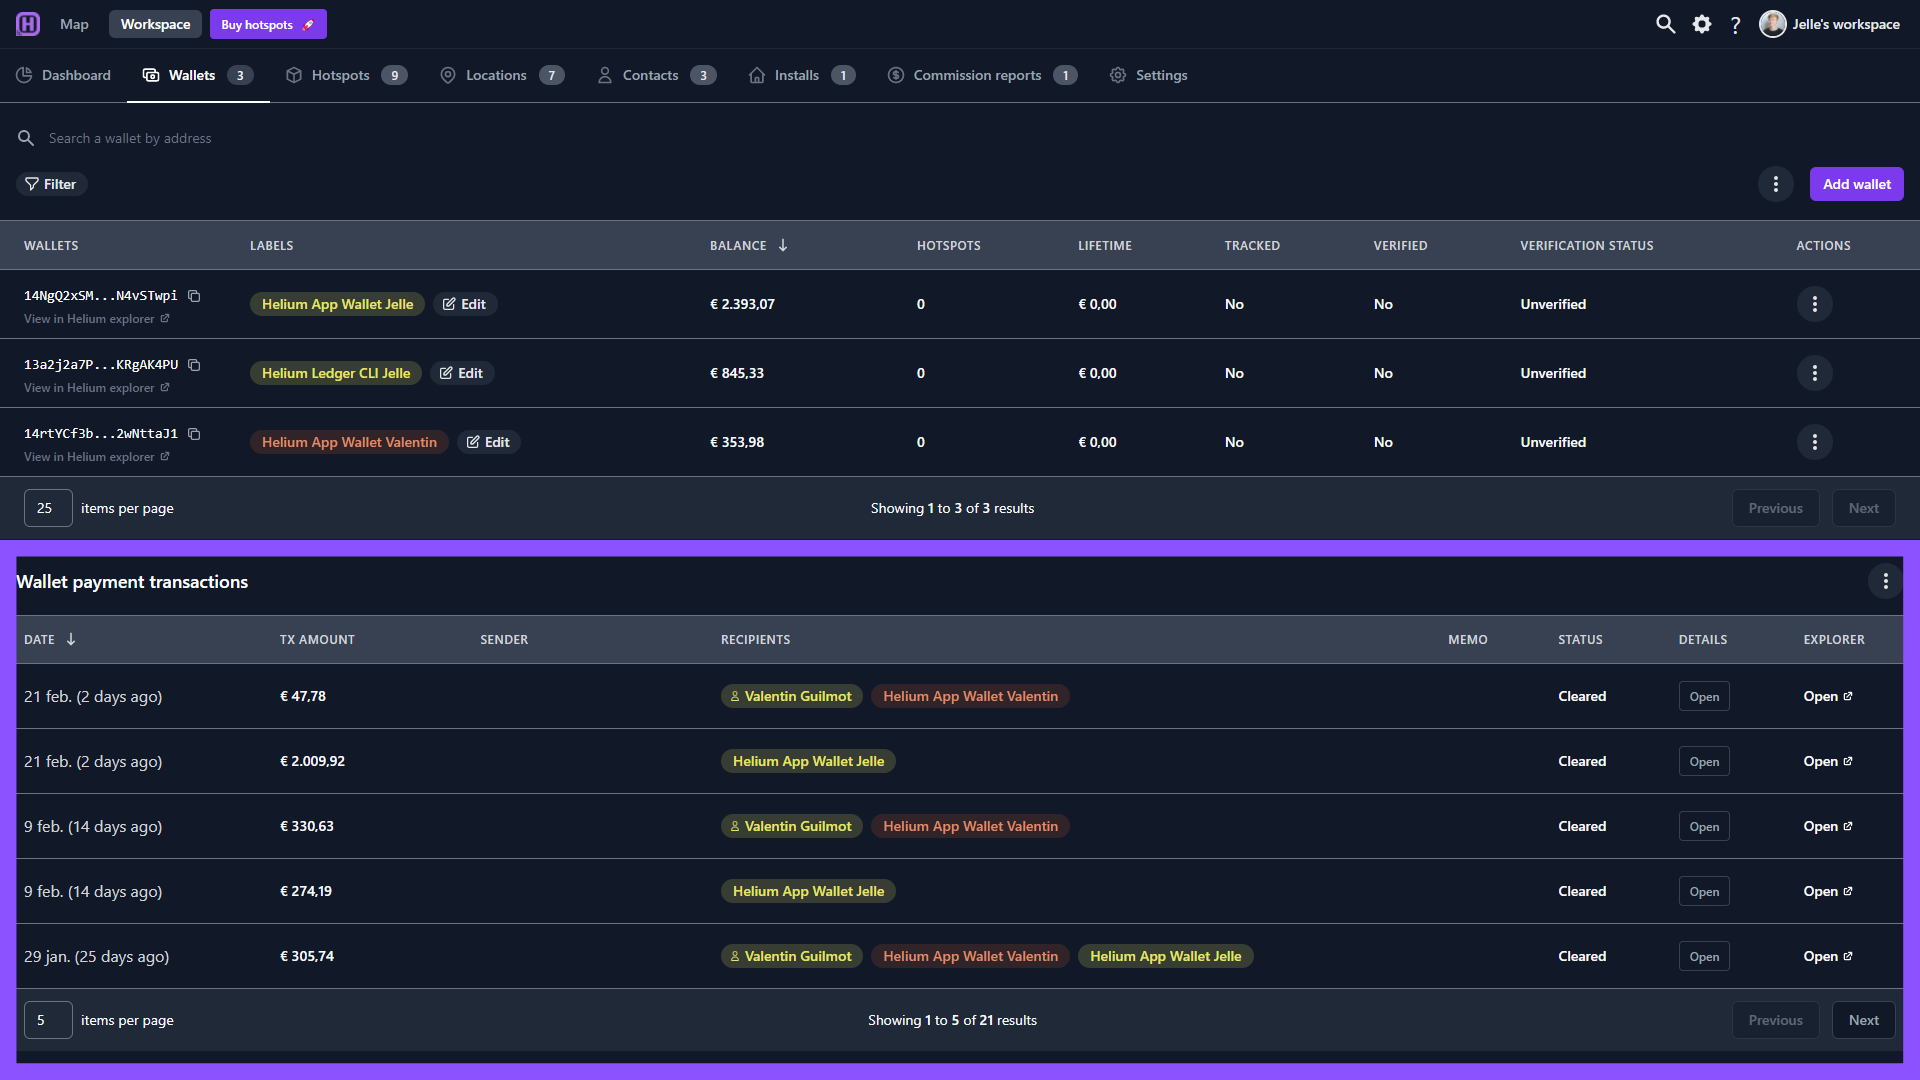 Map Workspace Buy hotspots Jelle's workspace
Dashboard Wallets 3 Hotspots 9 Locations 7 Contacts 3 Installs 1 Commission reports 1 Settings
Search a wallet by address
Filter Add wallet
WALLETS LABELS BALANCE HOTSPOTS LIFETIME TRACKED VERIFIED VERIFICATION STATUS ACTIONS
14NgQ2xSM...N4vSTwpi
View in Helium explorer
Helium App Wallet Jelle Edit € 2.393,07 0 € 0,00 No No Unverified
13a2j2a7P...KRgAK4PU
View in Helium explorer
Helium Ledger CLI Jelle Edit € 845,33 0 € 0,00 No No Unverified
14rtYCf3b...2wNttaJ1
View in Helium explorer
Helium App Wallet Valentin Edit € 353,98 0 € 0,00 No No Unverified
25 items per page Showing 1 to 3 of 3 results Previous Next
Wallet payment transactions
DATE TX AMOUNT SENDER RECIPIENTS MEMO STATUS DETAILS EXPLORER
21 feb. (2 days ago) € 47,78 Valentin Guilmot Helium App Wallet Valentin Cleared Open Open
21 feb. (2 days ago) € 2.009,92 Helium App Wallet Jelle Cleared Open Open
9 feb. (14 days ago) € 330,63 Valentin Guilmot Helium App Wallet Valentin Cleared Open Open
9 feb. (14 days ago) € 274,19 Helium App Wallet Jelle Cleared Open Open
29 jan. (25 days ago) € 305,74 Valentin Guilmot Helium App Wallet Valentin Helium App Wallet Jelle Cleared Open Open
5 items per page Showing 1 to 5 of 21 results Previous Next